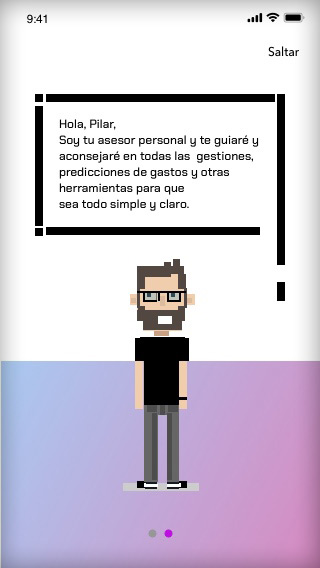 9:41
Saltar
Hola, Pilar,
Soy tu asesor personal y te guiaré y
aconsejaré en todas las  gestiones,
predicciones de gastos y otras
herramientas para que
sea todo simple y claro.